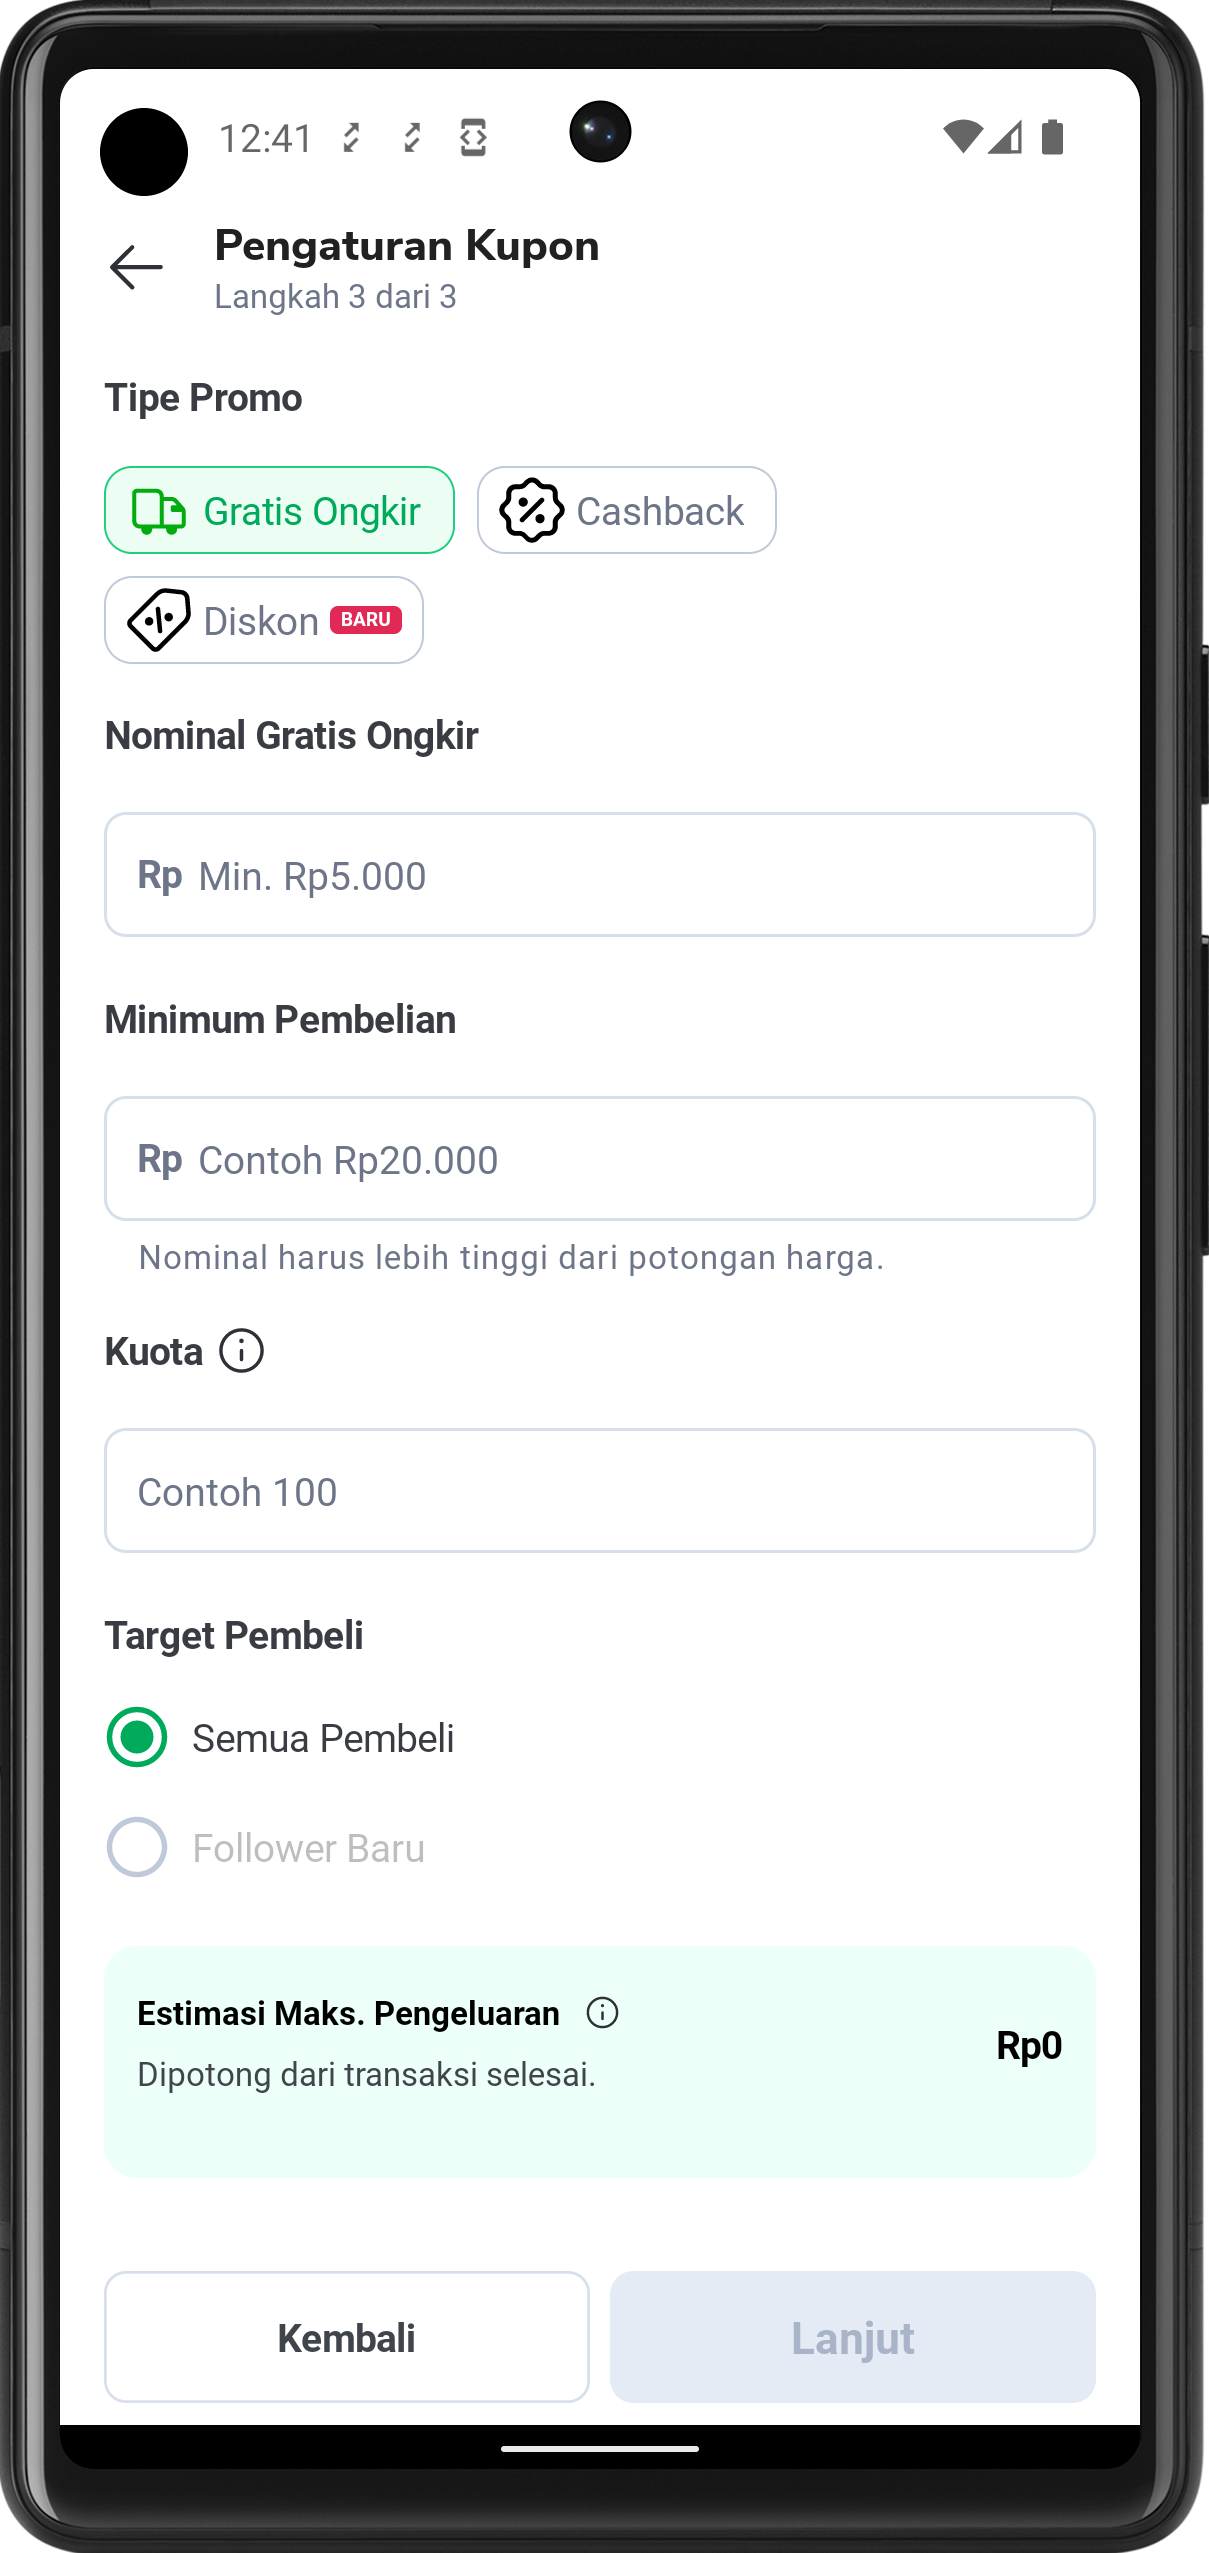 12:41
Pengaturan Kupon
Langkah 3 dari 3
Tipe Promo
Gratis Ongkir
Cashback
Diskon BARU
Nominal Gratis Ongkir
Rp Min. Rp5.000
Minimum Pembelian
Rp Contoh Rp20.000
Nominal harus lebih tinggi dari potongan harga.
Kuota
Contoh 100
Target Pembeli
Semua Pembeli
Follower Baru
Estimasi Maks. Pengeluaran
Rp0
Dipotong dari transaksi selesai.
Kembali
Lanjut